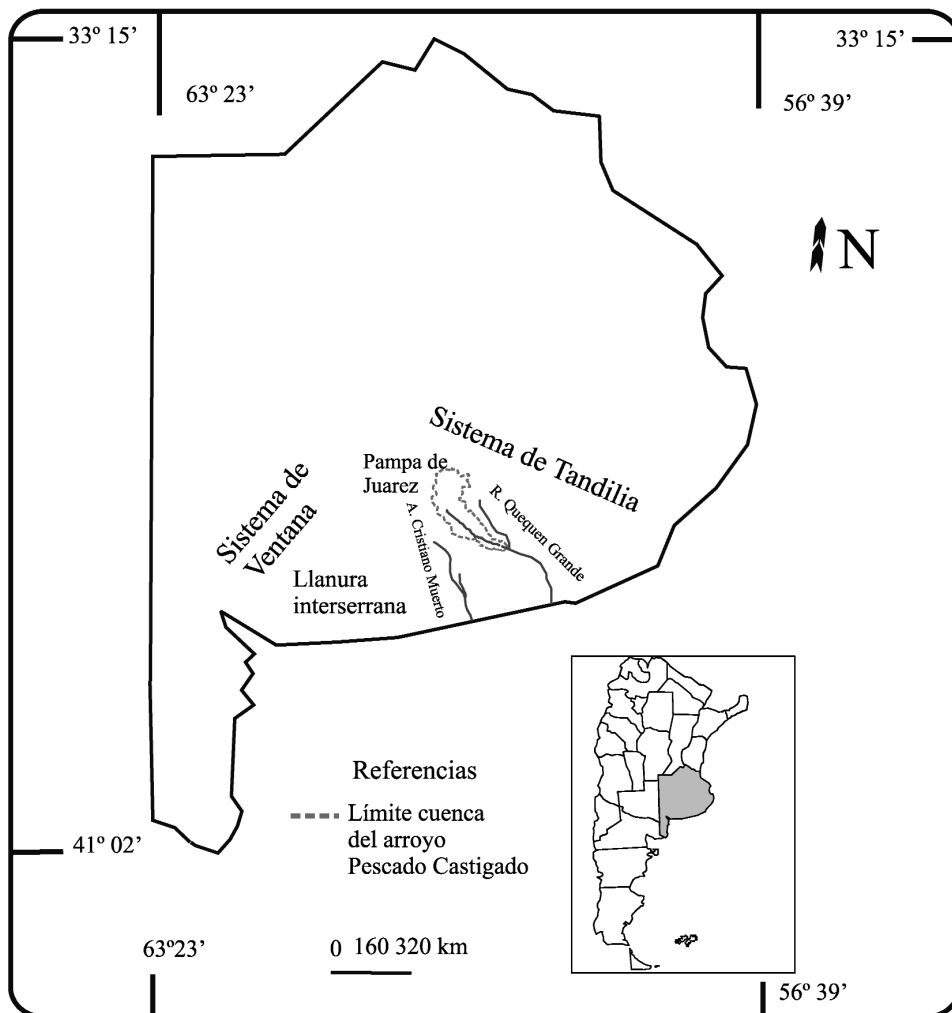 33º 15’
33º 15’
63º 23’
56º 39’
N
Sistema de Tandilia
Pampa de
Juarez
Sistema de
Ventana
R. Quequen Grande
A. Cristiano Muerto
Llanura
interserrana
Referencias
Límite cuenca
del arroyo
Pescado Castigado
41º 02’
63º23’
0 160 320 km
56º 39’